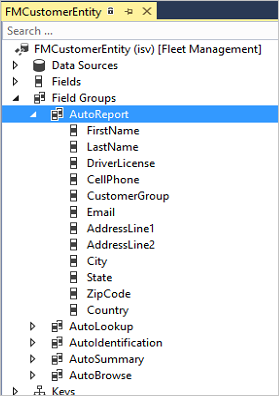 FMCustomerEntity
Search ...
FMCustomerEntity (isv) [Fleet Management]
Data Sources
Fields
Field Groups
AutoReport
FirstName
LastName
DriverLicense
CellPhone
CustomerGroup
Email
AddressLine1
AddressLine2
City
State
ZipCode
Country
AutoLookup
AutoIdentification
AutoSummary
AutoBrowse
Keys